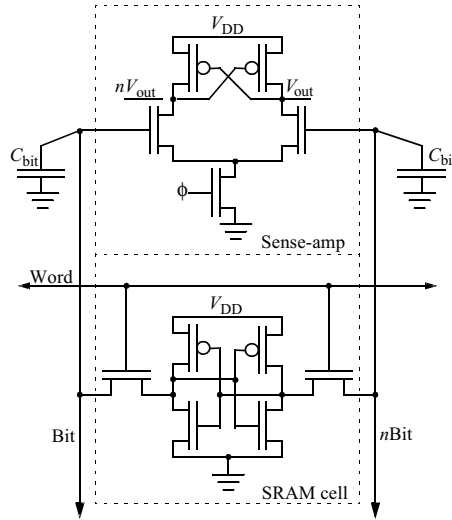 V_DD
nV_out V_out
C_bit C_bi
ϕ
Sense-amp
Word
V_DD
Bit nBit
SRAM cell